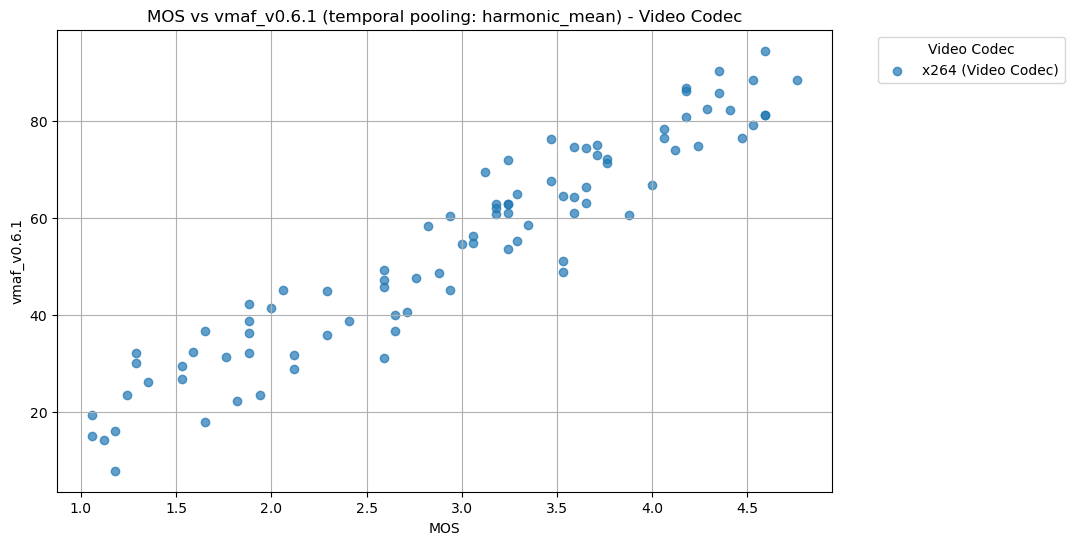 MOS vs vmaf_v0.6.1 (temporal pooling: harmonic_mean) - Video Codec
Video Codec
x264 (Video Codec)
vmaf_v0.6.1
80
60
40
20
1.0 1.5 2.0 2.5 3.0 3.5 4.0 4.5
MOS